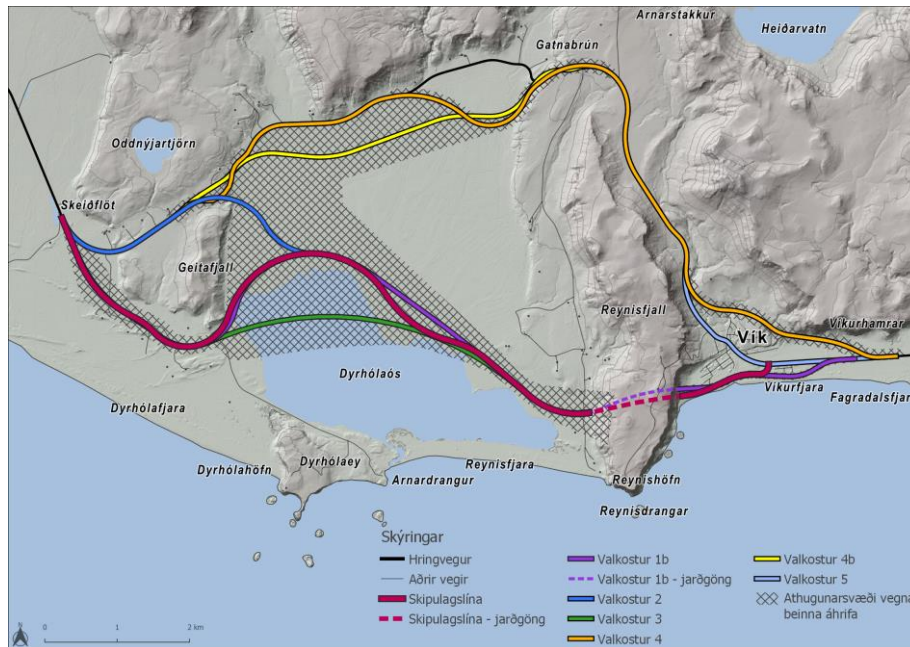 Arnarstakkur
Heiðarvatn
Gatnabrún
Oddnýjartjörn
Skeiðflöt
Geitafjall
Reynisfjall
Vík
Víkurhamrar
Dyrhólaós
Víkurfjara
Fagradalsfjar
Dyrhólafjara
Dyrhólahöfn
Dyrhólaey
Arnardrangur
Reynisfjara
Reynishöfn
Reynisdrangar
Skýringar
Hringvegur
Aðrir vegir
Skipulagslína
Skipulagslína - jarðgöng
Valkostur 1b
Valkostur 1b - jarðgöng
Valkostur 2
Valkostur 3
Valkostur 4
Valkostur 4b
Valkostur 5
Athugunarsvæði vegna
beinna áhrifa
N
0 1 2 km